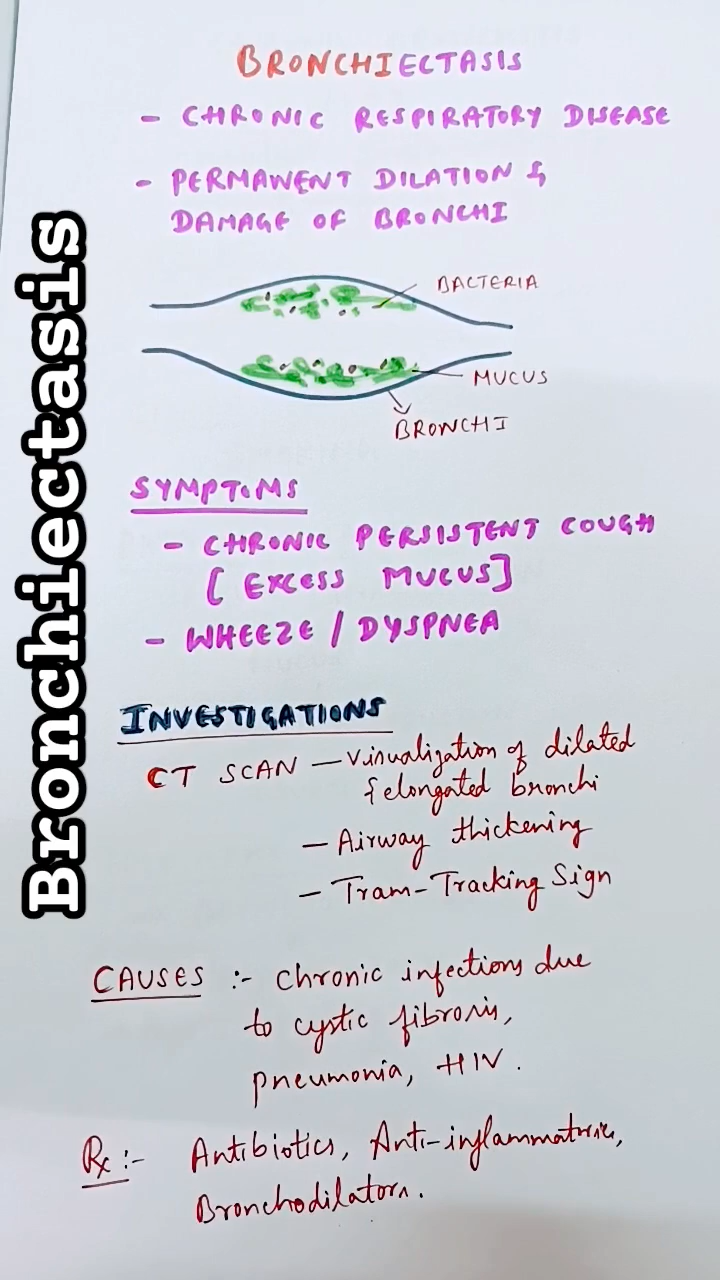 Bronchiectasis
BRONCHIECTASIS
- CHRONIC RESPIRATORY DISEASE
- PERMANENT DILATION &
DAMAGE OF BRONCHI
BACTERIA
MUCUS
BRONCHI
SYMPTOMS
- CHRONIC PERSISTENT COUGH
[EXCESS MUCUS]
- WHEEZE / DYSPNEA
INVESTIGATIONS
CT SCAN - Visualization of dilated
& elongated bronchi
- Airway thickening
- Tram-Tracking Sign
CAUSES :- Chronic infections due
to cystic fibrosis,
pneumonia, HIV.
Rx :- Antibiotics, Anti-inflammatories,
Bronchodilators.